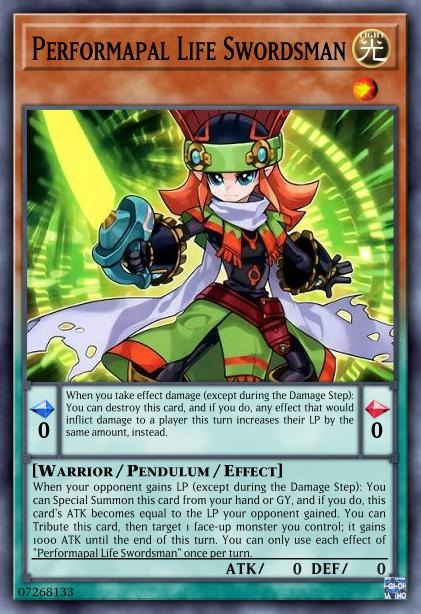 PERFORMAPAL LIFE SWORDSMAN
LIGHT
光
When you take effect damage (except during the Damage Step):
You can destroy this card, and if you do, any effect that would
inflict damage to a player this turn increases their LP by the
same amount, instead.
0
0
[WARRIOR / PENDULUM / EFFECT]
When your opponent gains LP (except during the Damage Step): You
can Special Summon this card from your hand or GY, and if you do, this
card's ATK becomes equal to the LP your opponent gained. You can
Tribute this card, then target 1 face-up monster you control; it gains
1000 ATK until the end of this turn. You can only use each effect of
"Performapal Life Swordsman" once per turn.
ATK/ 0 DEF/ 0
07268133